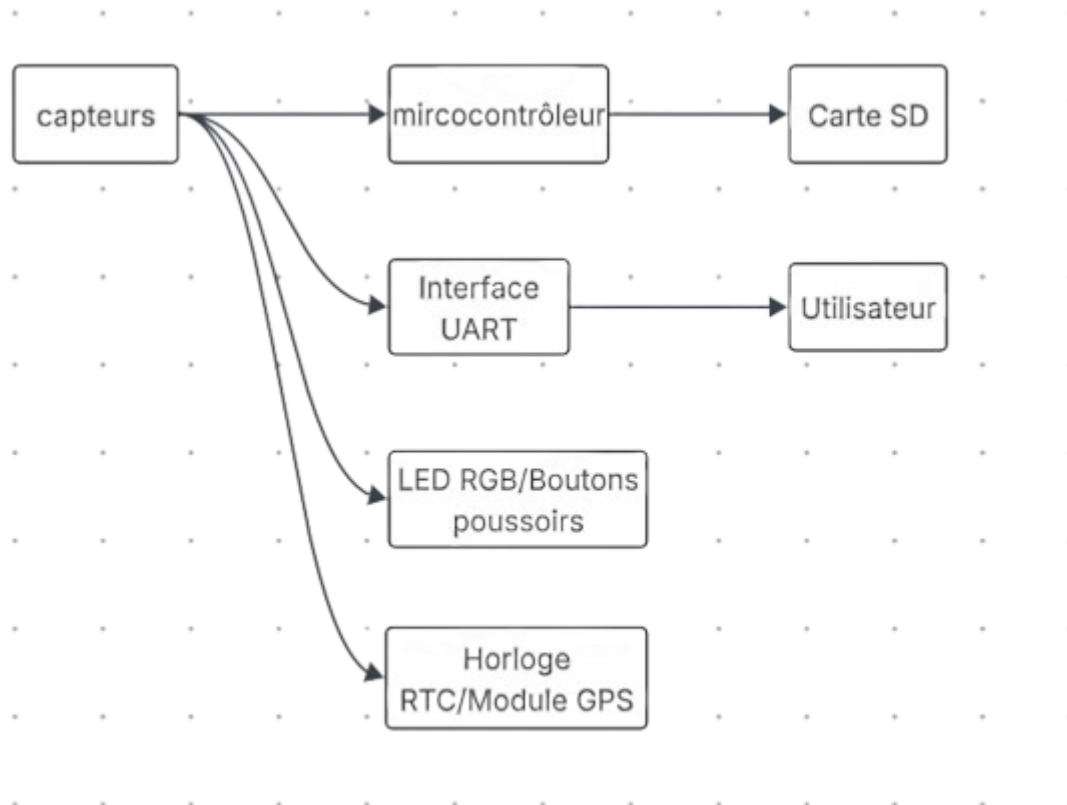 capteurs
mircocontrôleur
Carte SD
Interface
UART
Utilisateur
LED RGB/Boutons
poussoirs
Horloge
RTC/Module GPS